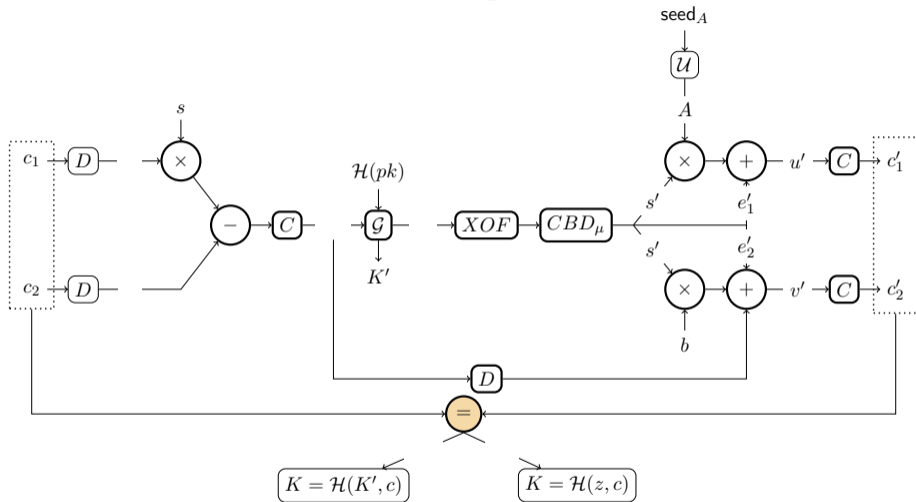 seed_A
𝒰
A
s
c_1 D × × + u′ C c′_1
ℋ(pk)
s′ e′_1
− C 𝒢 XOF CBD_μ
s′ e′_2
K′
c_2 D × + v′ C c′_2
b
D
=
K = ℋ(K′, c) K = ℋ(z, c)